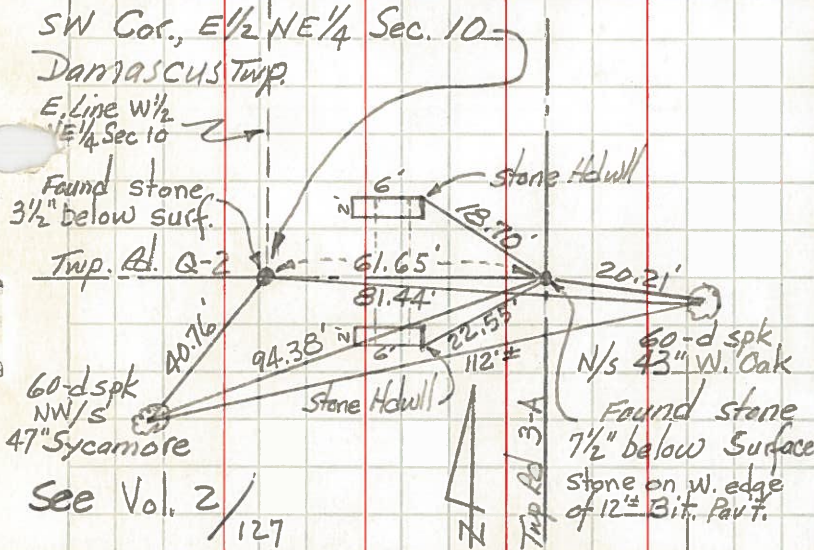 SW Cor., E½ NE¼ Sec. 10
Damascus Twp.
E. Line W½
NE¼ Sec 10
Found stone
3½" below surf.
6'
Stone Hdwll
18.70'
Twp. Rd. Q-2
61.65'
20.21'
81.44'
40.76'
94.38'
22.55'
6'
112'±
60-d spk
NW/s
47" Sycamore
Stone Hdwll
60-d spk
N/s 43" W. Oak
Found stone
7½" below Surface
Stone on W. edge
of 12'± Bit. Pav't.
Twp Rd 3-A
N
See Vol. 2/127